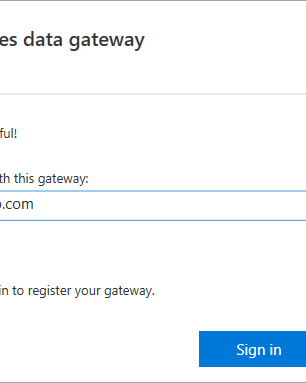 es data gateway
ful!
th this gateway:
o.com
in to register your gateway.
Sign in